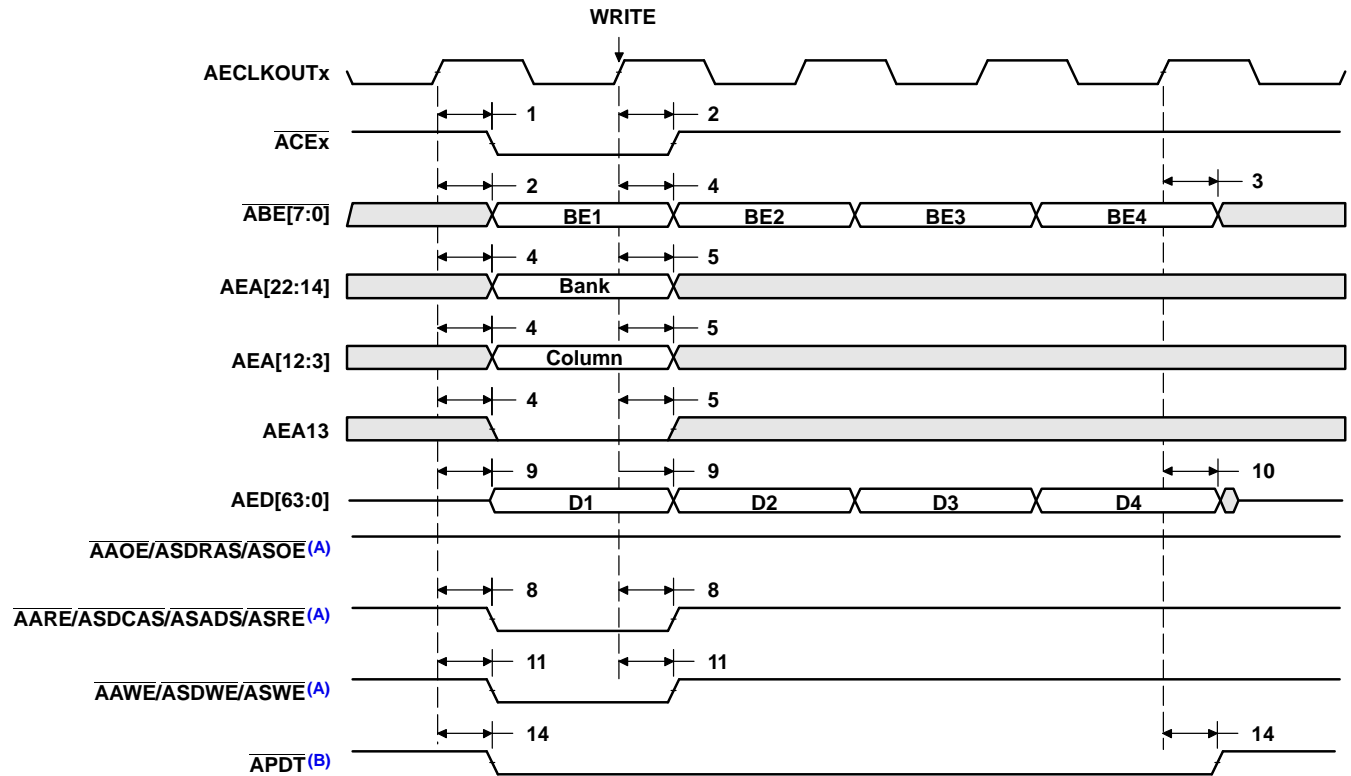 WRITE
AECLKOUTx
1 2
ACEx
2 4 3
ABE[7:0] BE1 BE2 BE3 BE4
4 5
AEA[22:14] Bank
4 5
AEA[12:3] Column
4 5
AEA13
9 9 10
AED[63:0] D1 D2 D3 D4
AAOE/ASDRAS/ASOE(A)
8 8
AARE/ASDCAS/ASADS/ASRE(A)
11 11
AAWE/ASDWE/ASWE(A)
14 14
APDT(B)